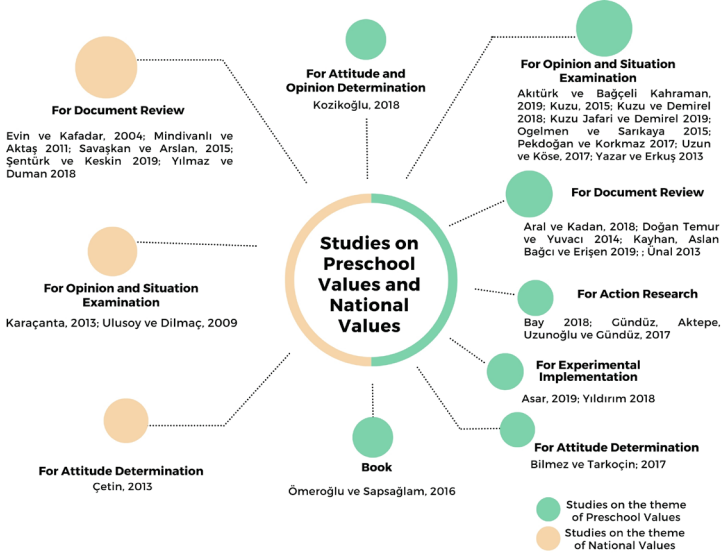 For Document Review
Evin ve Kafadar, 2004; Mindivanlı ve
Aktaş 2011; Savaşkan ve Arslan, 2015;
Şentürk ve Keskin 2019; Yılmaz ve
Duman 2018
For Attitude and
Opinion Determination
Kozikoğlu, 2018
For Opinion and Situation
Examination
Akıtürk ve Bağçeli Kahraman,
2019; Kuzu, 2015; Kuzu ve Demirel
2018; Kuzu Jafari ve Demirel 2019;
Ogelmen ve Sarıkaya 2015;
Pekdoğan ve Korkmaz 2017; Uzun
ve Köse, 2017; Yazar ve Erkuş 2013
For Document Review
Aral ve Kadan, 2018; Doğan Temur
ve Yuvacı 2014; Kayhan, Aslan
Bağcı ve Erişen 2019; ; Ünal 2013
Studies on
Preschool
Values and
National
Values
For Opinion and Situation
Examination
Karaçanta, 2013; Ulusoy ve Dilmaç, 2009
For Action Research
Bay 2018; Gündüz, Aktepe,
Uzunoğlu ve Gündüz, 2017
For Experimental
Implementation
Asar, 2019; Yıldırım 2018
For Attitude Determination
Bilmez ve Tarkoçin; 2017
For Attitude Determination
Çetin, 2013
Book
Ömeroğlu ve Sapsağlam, 2016
Studies on the theme
of Preschool Values
Studies on the theme
of National Values